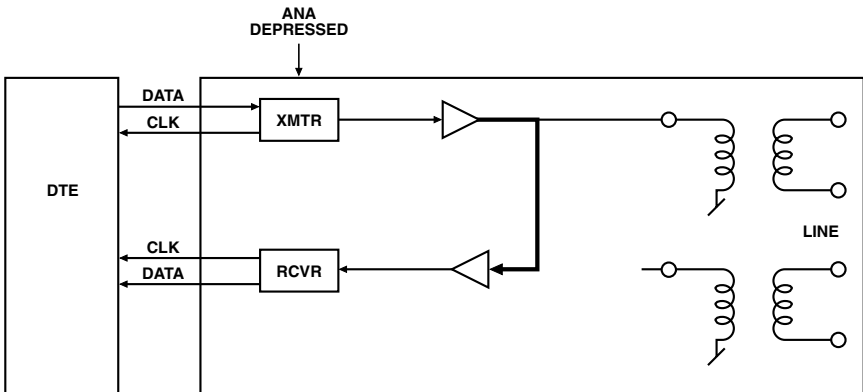 ANA
DEPRESSED
DATA
XMTR
CLK
DTE
LINE
CLK
RCVR
DATA